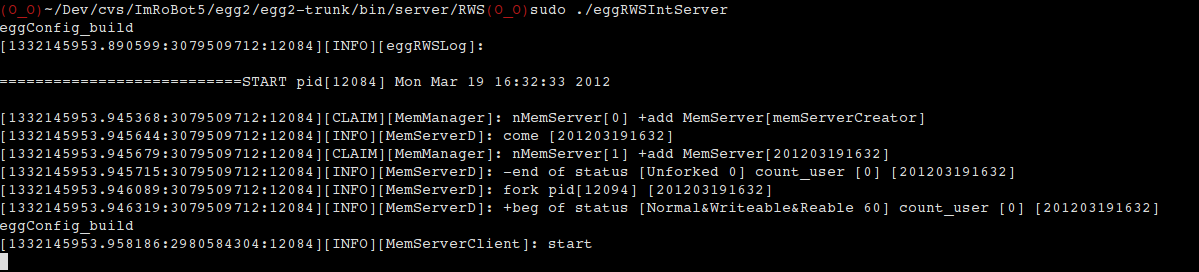 (O_O)~/Dev/cvs/ImRoBot5/egg2/egg2-trunk/bin/server/RWS(O_O)sudo ./eggRWSIntServer
eggConfig_build
[1332145953.890599:3079509712:12084][INFO][eggRWSLog]:
===========================START pid[12084] Mon Mar 19 16:32:33 2012
[1332145953.945368:3079509712:12084][CLAIM][MemManager]: nMemServer[0] +add MemServer[memServerCreator]
[1332145953.945644:3079509712:12084][INFO][MemServerD]: come [201203191632]
[1332145953.945679:3079509712:12084][CLAIM][MemManager]: nMemServer[1] +add MemServer[201203191632]
[1332145953.945715:3079509712:12084][INFO][MemServerD]: -end of status [Unforked 0] count_user [0] [201203191632]
[1332145953.946089:3079509712:12084][INFO][MemServerD]: fork pid[12094] [201203191632]
[1332145953.946319:3079509712:12084][INFO][MemServerD]: +beg of status [Normal&Writeable&Reable 60] count_user [0] [201203191632]
eggConfig_build
[1332145953.958186:2980584304:12084][INFO][MemServerClient]: start